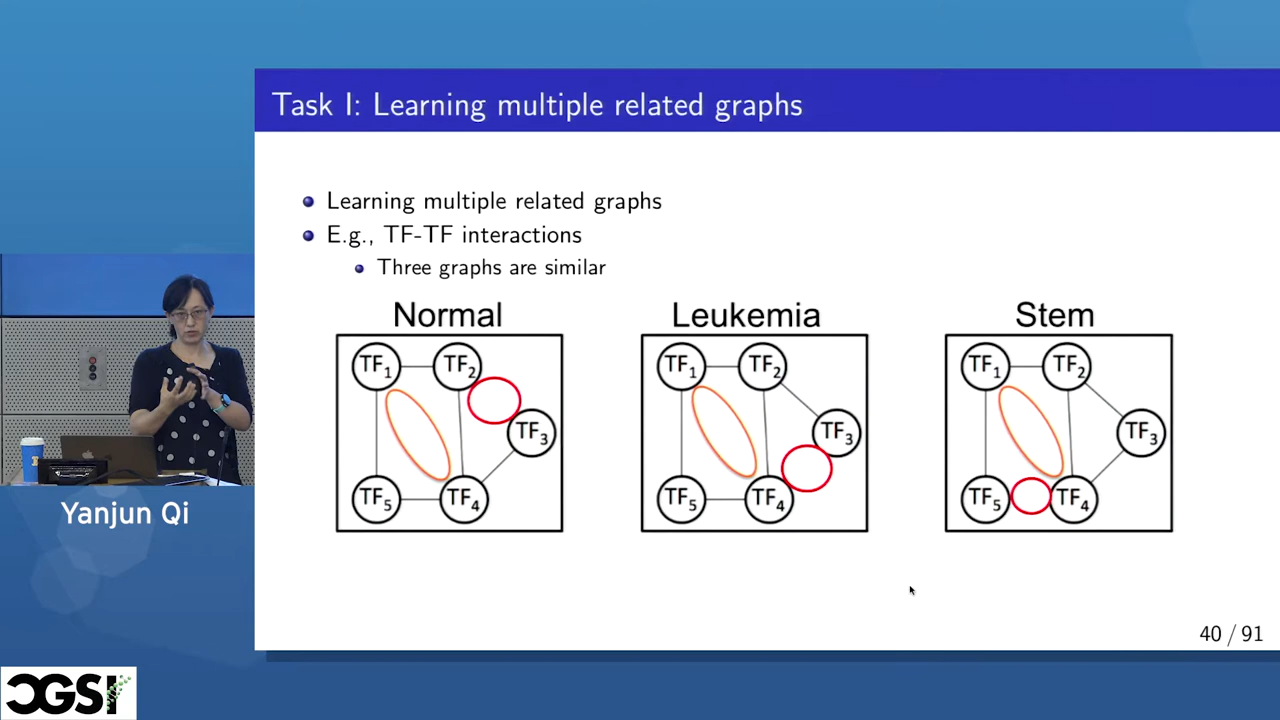 Task I: Learning multiple related graphs
Learning multiple related graphs
E.g., TF-TF interactions
Three graphs are similar
Normal
TF1
TF2
TF3
TF5
TF4
Leukemia
TF1
TF2
TF3
TF5
TF4
Stem
TF1
TF2
TF3
TF5
TF4
Yanjun Qi
40 / 91
CGSI